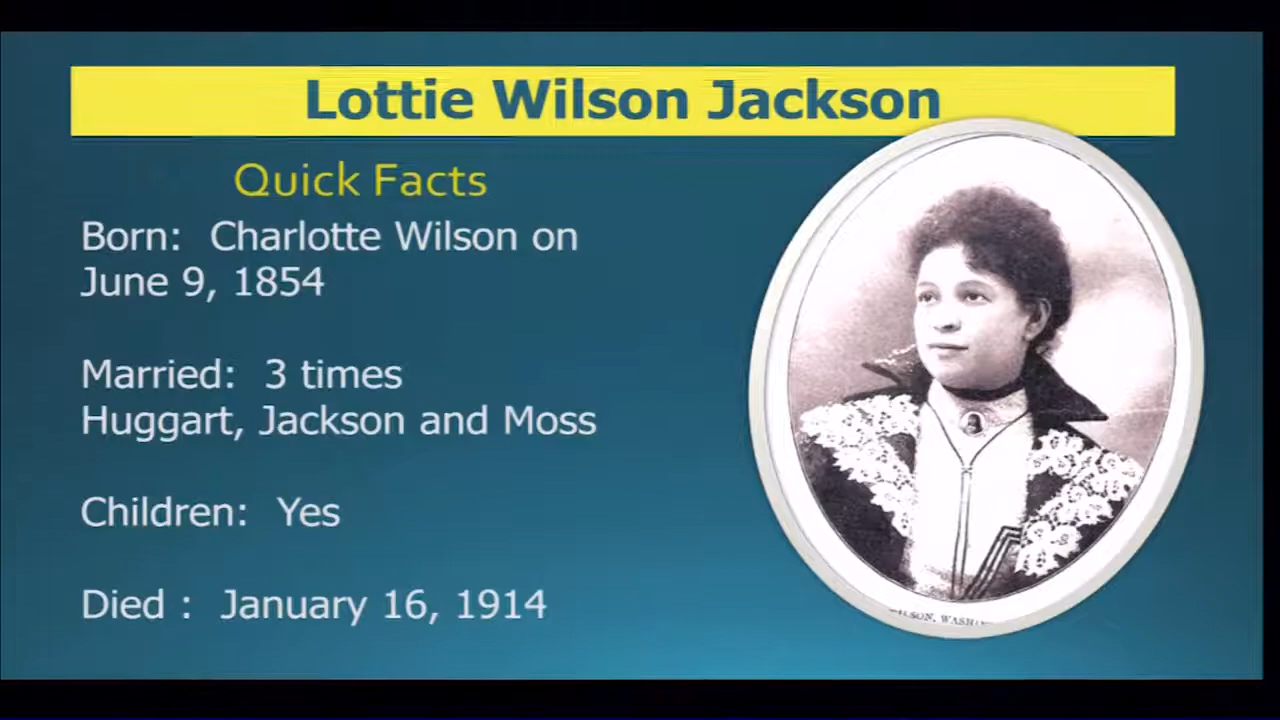 Lottie Wilson Jackson
Quick Facts
Born: Charlotte Wilson on
June 9, 1854
Married: 3 times
Huggart, Jackson and Moss
Children: Yes
Died : January 16, 1914